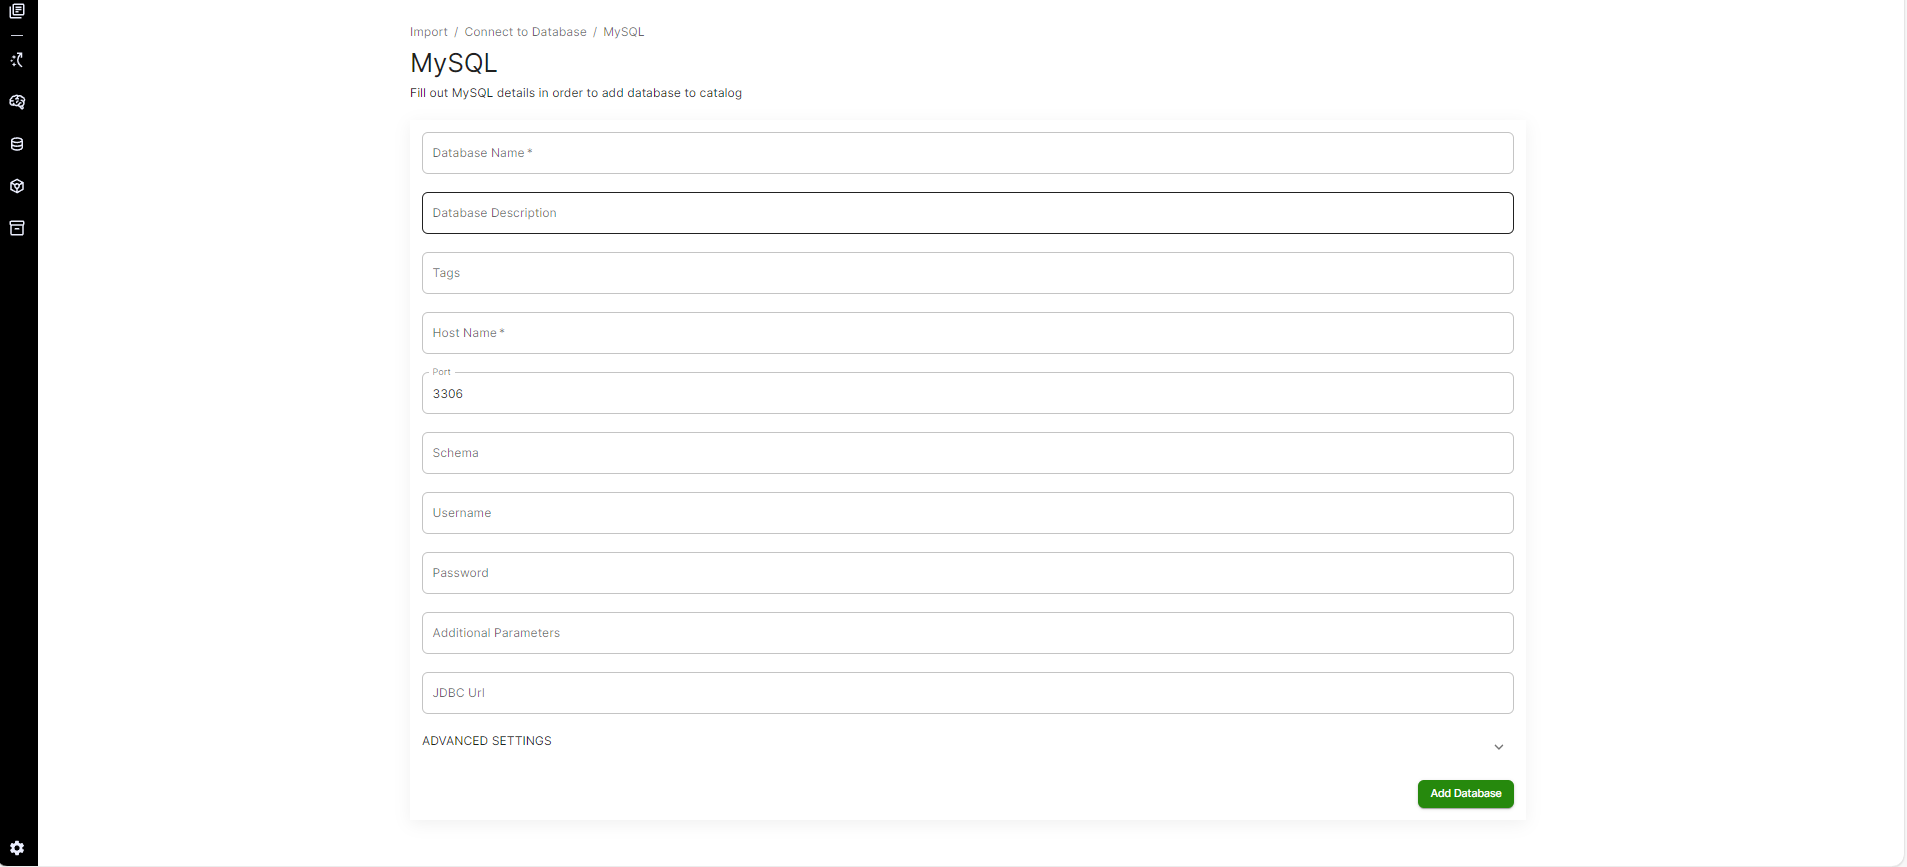 Import / Connect to Database / MySQL
MySQL
Fill out MySQL details in order to add database to catalog
Database Name *
Database Description
Tags
Host Name *
Port
3306
Schema
Username
Password
Additional Parameters
JDBC Url
ADVANCED SETTINGS
Add Database